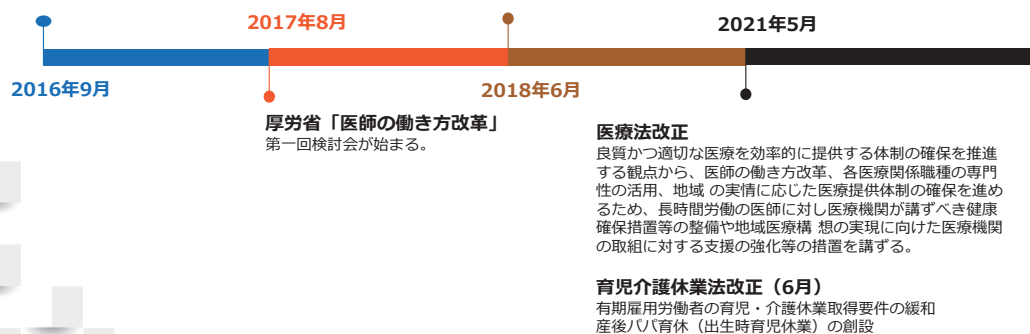 2017年8月
2021年5月
2016年9月
2018年6月
厚労省「医師の働き方改革」
第一回検討会が始まる。
医療法改正
良質かつ適切な医療を効率的に提供する体制の確保を推進
する観点から、医師の働き方改革、各医療関係職種の専門
性の活用、地域 の実情に応じた医療提供体制の確保を進め
るため、長時間労働の医師に対し医療機関が講ずべき健康
確保措置等の整備や地域医療構 想の実現に向けた医療機関
の取組に対する支援の強化等の措置を講ずる。
育児介護休業法改正（6月）
有期雇用労働者の育児・介護休業取得要件の緩和
産後パパ育休（出生時育児休業）の創設